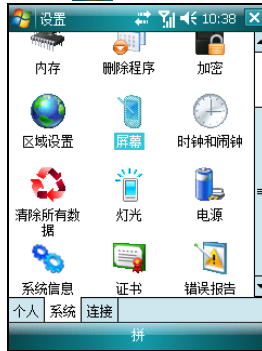 设置 10:38
内存 删除程序 加密
区域设置 屏幕 时钟和闹钟
清除所有数据 灯光 电源
系统信息 证书 错误报告
个人 系统 连接
拼